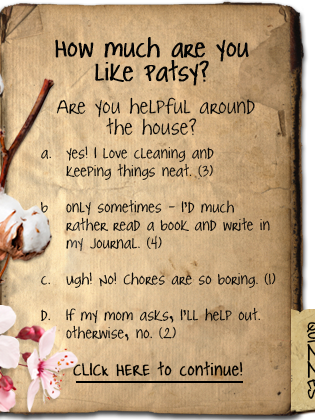 How much are you
Like Patsy?
Are you helpful around
the house?
a. yes! I love cleaning and
keeping things neat. (3)
b only sometimes - I'd much
rather read a book and write in
my journal. (4)
c. ugh! No! Chores are so boring. (1)
D. If my mom asks, I'll help out.
otherwise, no. (2)
CLICK HERE to continue!
QUIZZES